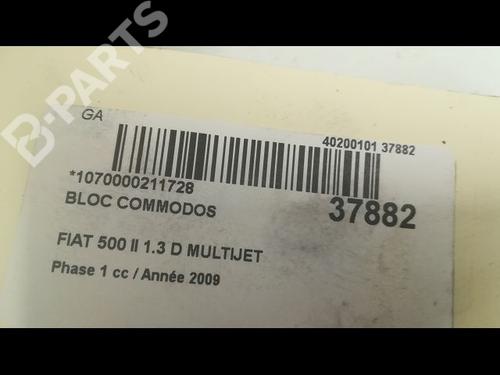 B-PARTS
GA
40200101 37882
*1070000211728
BLOC COMMODOS
37882
FIAT 500 II 1.3 D MULTIJET
Phase 1 cc / Année 2009